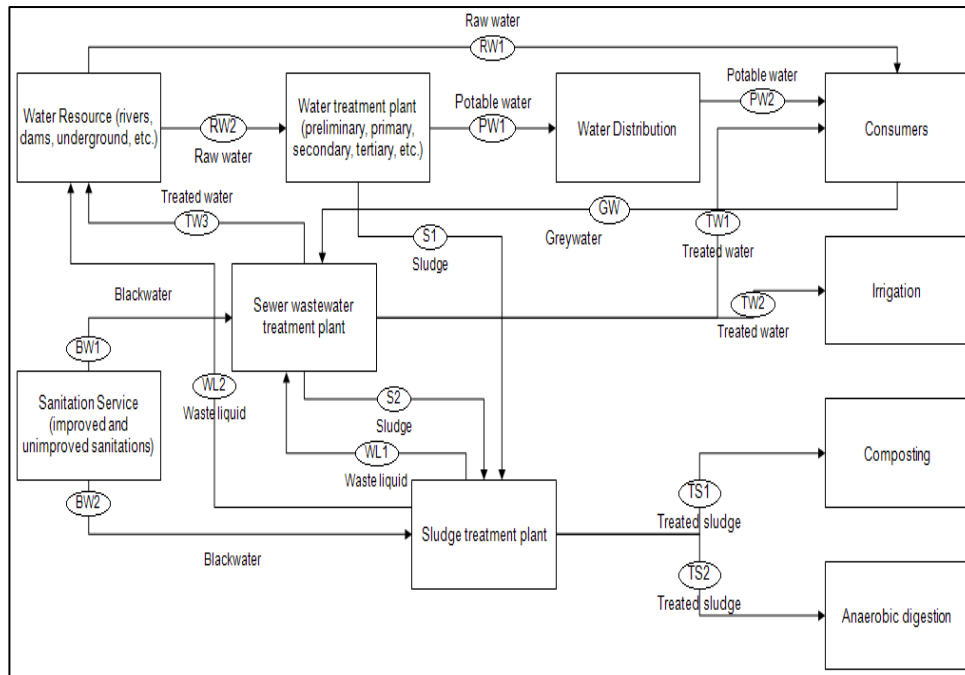 Raw water
RW1
Water Resource (rivers,
dams, underground, etc.)
RW2
Raw water
Water treatment plant
(preliminary, primary,
secondary, tertiary, etc.)
Potable water
PW1
Water Distribution
Potable water
PW2
Consumers
Treated water
TW3
S1
Sludge
GW
Greywater
TW1
Treated water
Blackwater
BW1
Sewer wastewater
treatment plant
TW2
Treated water
Irrigation
Sanitation Service
(improved and
unimproved sanitations)
WL2
Waste liquid
S2
Sludge
WL1
Waste liquid
BW2
Blackwater
Sludge treatment plant
TS1
Treated sludge
Composting
TS2
Treated sludge
Anaerobic digestion